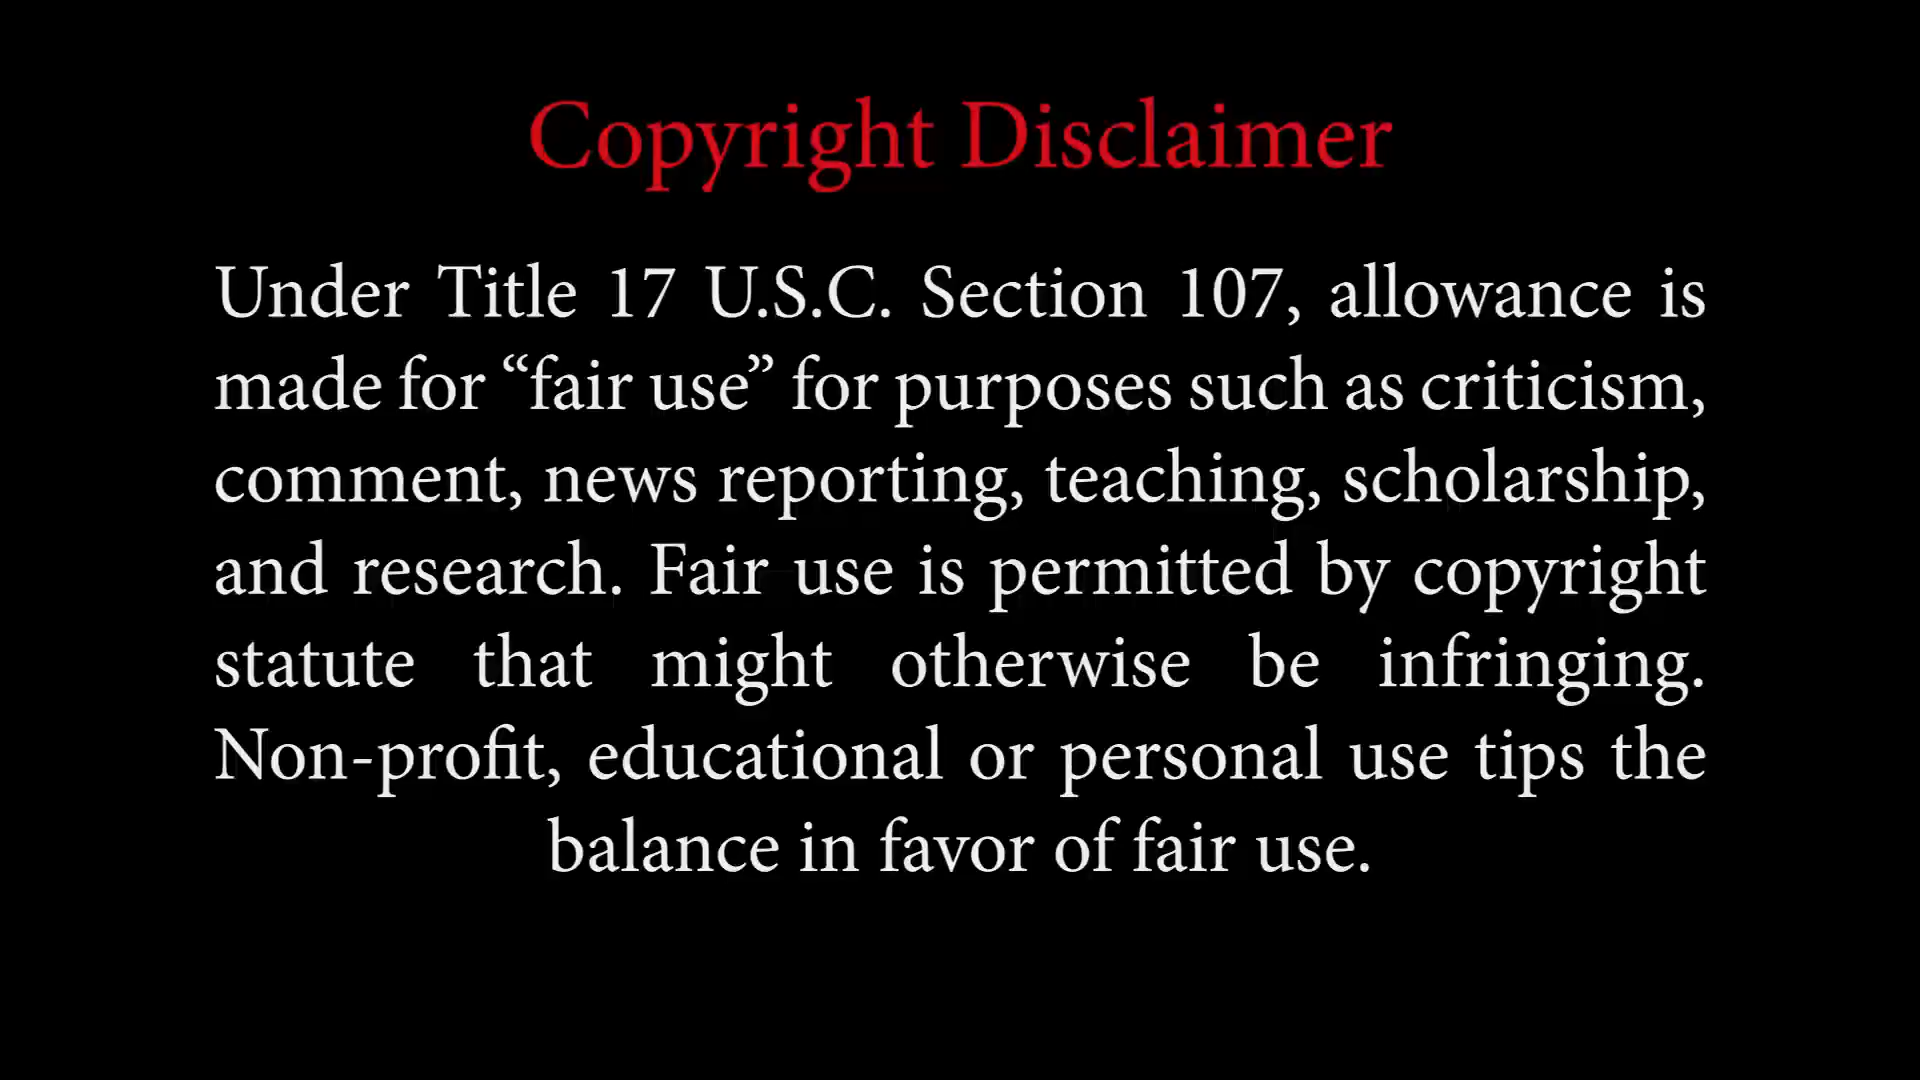 Copyright Disclaimer
Under Title 17 U.S.C. Section 107, allowance is
made for “fair use” for purposes such as criticism,
comment, news reporting, teaching, scholarship,
and research. Fair use is permitted by copyright
statute that might otherwise be infringing.
Non-profit, educational or personal use tips the
balance in favor of fair use.